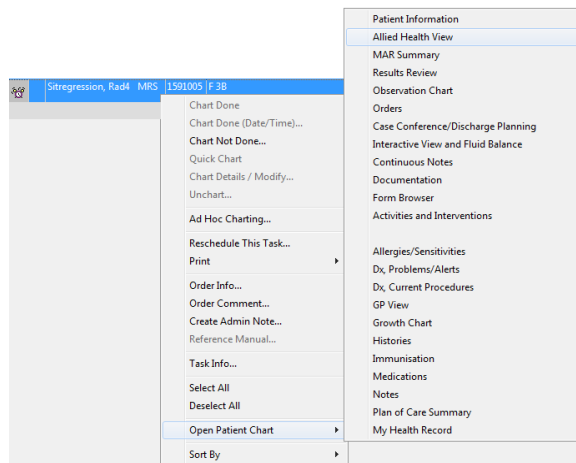 Patient Information
Allied Health View
MAR Summary
Results Review
Observation Chart
Orders
Case Conference/Discharge Planning
Interactive View and Fluid Balance
Continuous Notes
Documentation
Form Browser
Activities and Interventions
Allergies/Sensitivities
Dx, Problems/Alerts
Dx, Current Procedures
GP View
Growth Chart
Histories
Immunisation
Medications
Notes
Plan of Care Summary
My Health Record
Sitregression, Rad4 MRS 1591005 F 3B
Chart Done
Chart Done (Date/Time)...
Chart Not Done...
Quick Chart
Chart Details / Modify...
Unchart...
Ad Hoc Charting...
Reschedule This Task...
Print
Order Info...
Order Comment...
Create Admin Note...
Reference Manual...
Task Info...
Select All
Deselect All
Open Patient Chart
Sort By